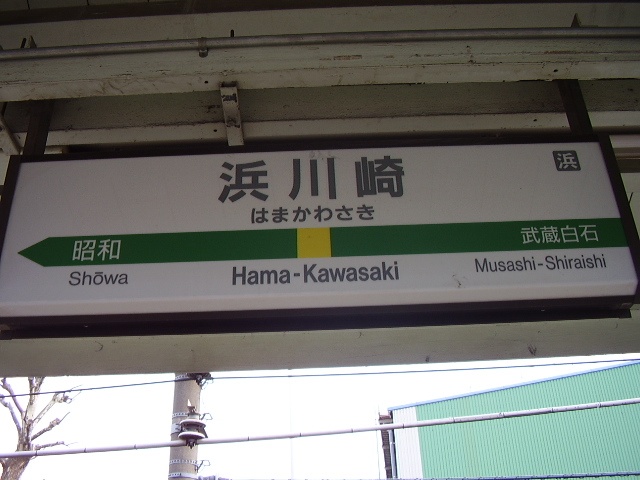 浜川崎
浜
はまかわさき
昭和
武蔵白石
Shōwa
Hama-Kawasaki
Musashi-Shiraishi